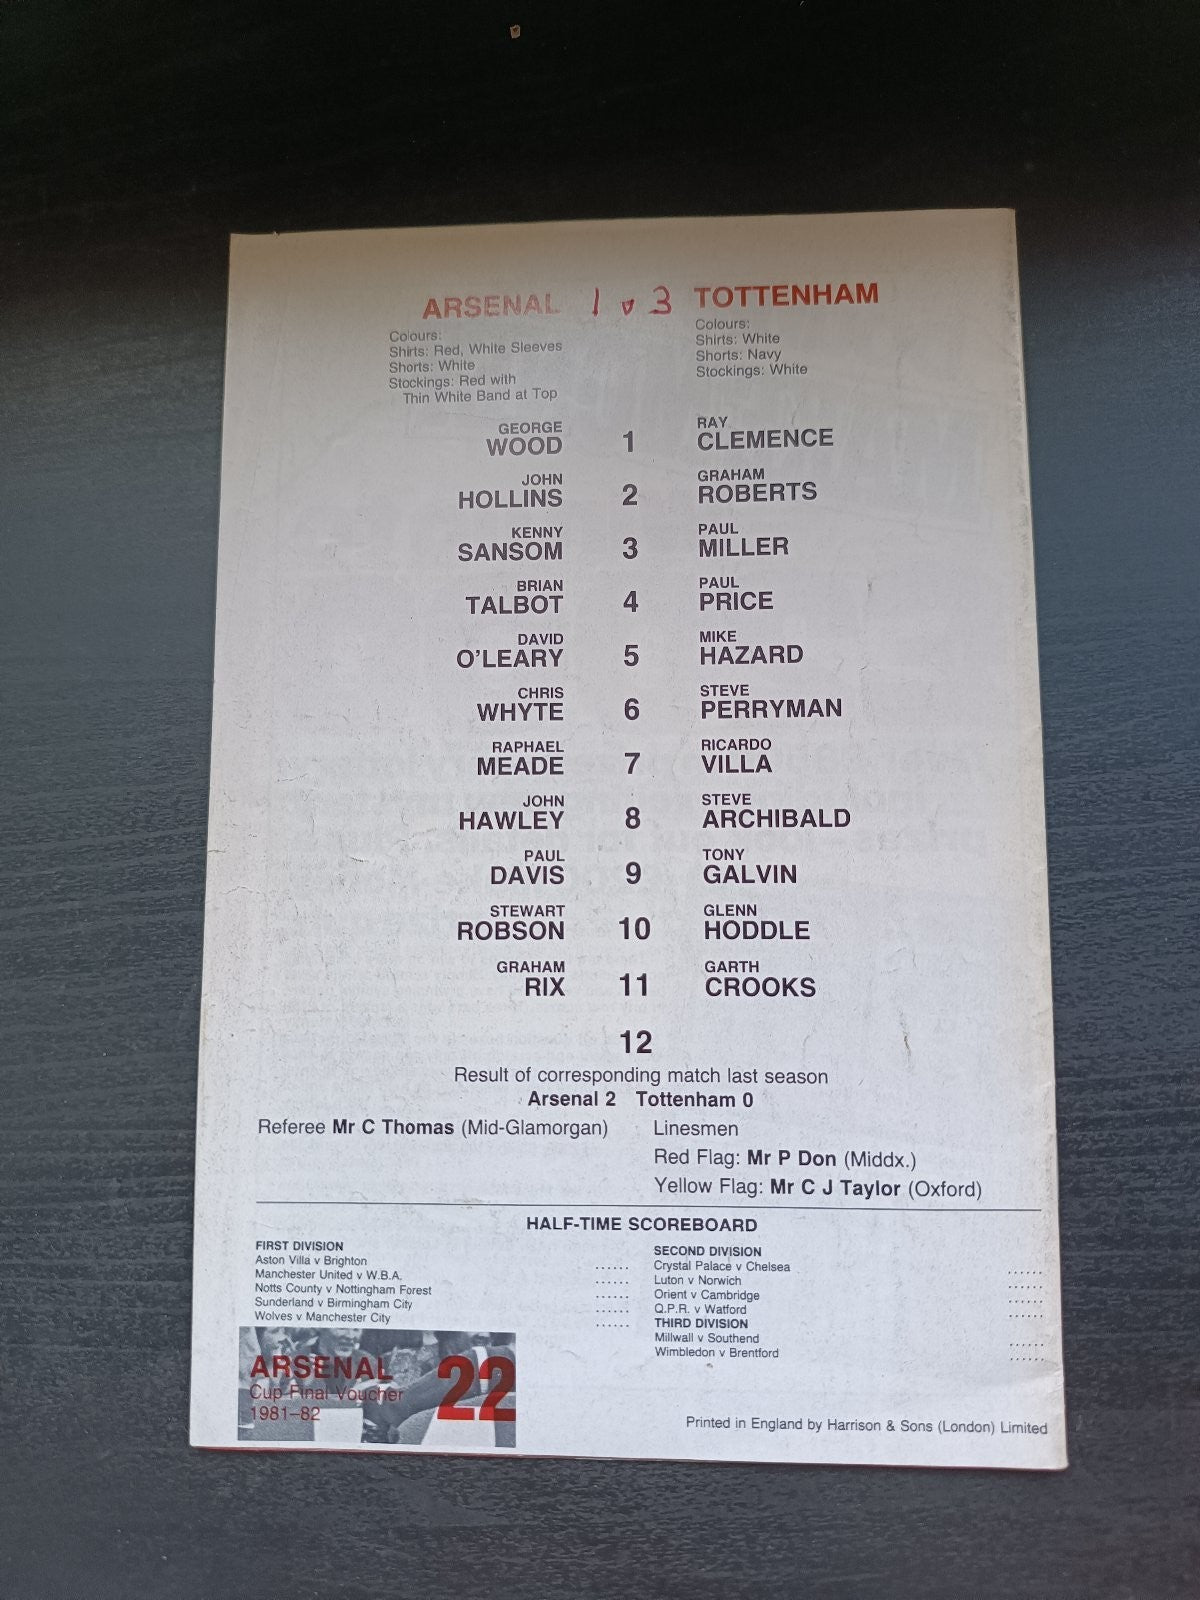 ARSENAL 1 v 3 TOTTENHAM
Colours:
Shirts: Red, White Sleeves
Shorts: White
Stockings: Red with
Thin White Band at Top
Colours:
Shirts: White
Shorts: Navy
Stockings: White
GEORGE RAY
WOOD 1 CLEMENCE
JOHN GRAHAM
HOLLINS 2 ROBERTS
KENNY PAUL
SANSOM 3 MILLER
BRIAN PAUL
TALBOT 4 PRICE
DAVID MIKE
O'LEARY 5 HAZARD
CHRIS STEVE
WHYTE 6 PERRYMAN
RAPHAEL RICARDO
MEADE 7 VILLA
JOHN STEVE
HAWLEY 8 ARCHIBALD
PAUL TONY
DAVIS 9 GALVIN
STEWART GLENN
ROBSON 10 HODDLE
GRAHAM GARTH
RIX 11 CROOKS
12
Result of corresponding match last season
Arsenal 2 Tottenham 0
Referee Mr C Thomas (Mid-Glamorgan)
Linesmen
Red Flag: Mr P Don (Middx.)
Yellow Flag: Mr C J Taylor (Oxford)
HALF-TIME SCOREBOARD
FIRST DIVISION
Aston Villa v Brighton ......
Manchester United v W.B.A. ......
Notts County v Nottingham Forest ......
Sunderland v Birmingham City ......
Wolves v Manchester City ......
SECOND DIVISION
Crystal Palace v Chelsea ......
Luton v Norwich ......
Orient v Cambridge ......
Q.P.R. v Watford ......
THIRD DIVISION
Millwall v Southend ......
Wimbledon v Brentford ......
ARSENAL
Cup Final Voucher
1981–82
22
Printed in England by Harrison & Sons (London) Limited